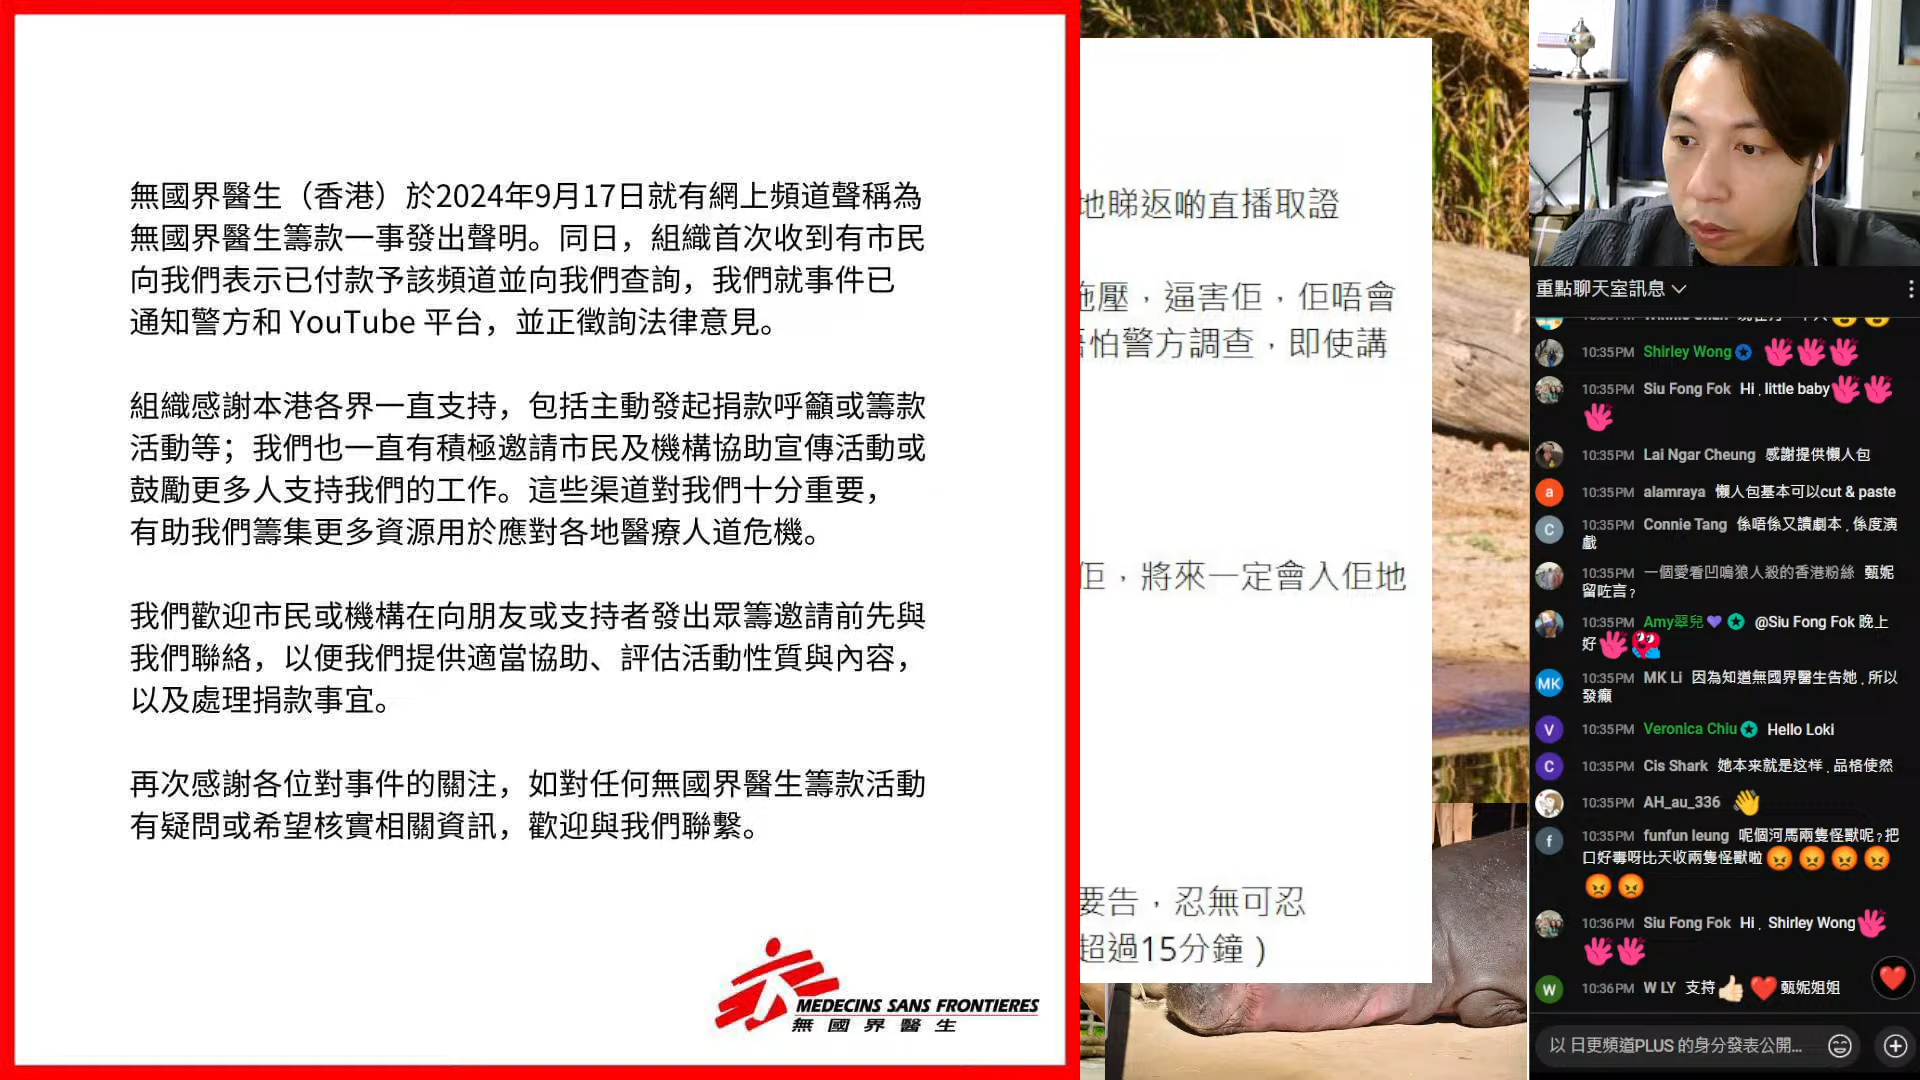 無國界醫生（香港）於2024年9月17日就有網上頻道聲稱為
無國界醫生籌款一事發出聲明。同日，組織首次收到有市民
向我們表示已付款予該頻道並向我們查詢，我們就事件已
通知警方和 YouTube 平台，並正徵詢法律意見。
組織感謝本港各界一直支持，包括主動發起捐款呼籲或籌款
活動等；我們也一直有積極邀請市民及機構協助宣傳活動或
鼓勵更多人支持我們的工作。這些渠道對我們十分重要，
有助我們籌集更多資源用於應對各地醫療人道危機。
我們歡迎市民或機構在向朋友或支持者發出眾籌邀請前先與
我們聯絡，以便我們提供適當協助、評估活動性質與內容，
以及處理捐款事宜。
再次感謝各位對事件的關注，如對任何無國界醫生籌款活動
有疑問或希望核實相關資訊，歡迎與我們聯繫。
MEDECINS SANS FRONTIERES
無國界醫生
地睇返啲直播取證
施壓，逼害佢，佢唔會
怕警方調查，即使講
佢，將來一定會入佢地
要告，忍無可忍
超過15分鐘）
重點聊天室訊息
10:35PM Shirley Wong
10:35PM Siu Fong Fok Hi , little baby
10:35PM Lai Ngar Cheung 感謝提供懶人包
a
10:35PM alamraya 懶人包基本可以cut & paste
C
10:35PM Connie Tang 係唔係又讀劇本 , 係度演
戲
10:35PM 一個愛看凹嗚狼人殺的香港粉絲 甄妮
留咗言?
10:35PM Amy翠兒 @Siu Fong Fok 晚上
好
MK
10:35PM MK Li 因為知道無國界醫生告她 , 所以
發癲
V
10:35PM Veronica Chiu Hello Loki
C
10:35PM Cis Shark 她本来就是这样 , 品格使然
10:35PM AH_au_336
f
10:35PM funfun leung 呢個河馬兩隻怪獸呢?把
口好毒呀比天收兩隻怪獸啦
10:36PM Siu Fong Fok Hi , Shirley Wong
W
10:36PM W LY 支持 甄妮姐姐
以 日更頻道PLUS 的身分發表公開...